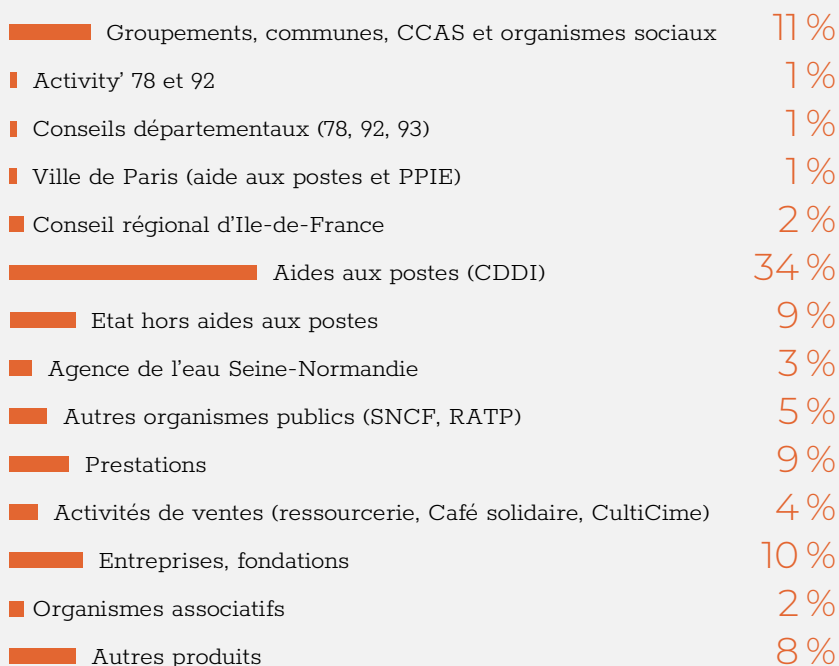 Groupements, communes, CCAS et organismes sociaux 11 %
Activity' 78 et 92 1 %
Conseils départementaux (78, 92, 93) 1 %
Ville de Paris (aide aux postes et PPIE) 1 %
Conseil régional d'Ile-de-France 2 %
Aides aux postes (CDDI) 34 %
Etat hors aides aux postes 9 %
Agence de l'eau Seine-Normandie 3 %
Autres organismes publics (SNCF, RATP) 5 %
Prestations 9 %
Activités de ventes (ressourcerie, Café solidaire, CultiCime) 4 %
Entreprises, fondations 10 %
Organismes associatifs 2 %
Autres produits 8 %